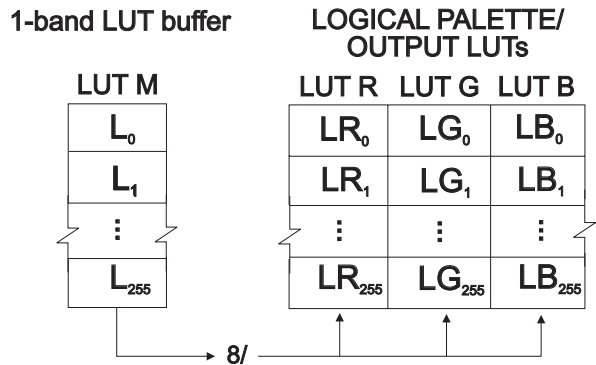 1-band LUT buffer
LOGICAL PALETTE/
OUTPUT LUTs
LUT M
LUT R LUT G LUT B
L₀
LR₀ LG₀ LB₀
L₁
LR₁ LG₁ LB₁
⋮
⋮ ⋮ ⋮
L₂₅₅
LR₂₅₅ LG₂₅₅ LB₂₅₅
8/